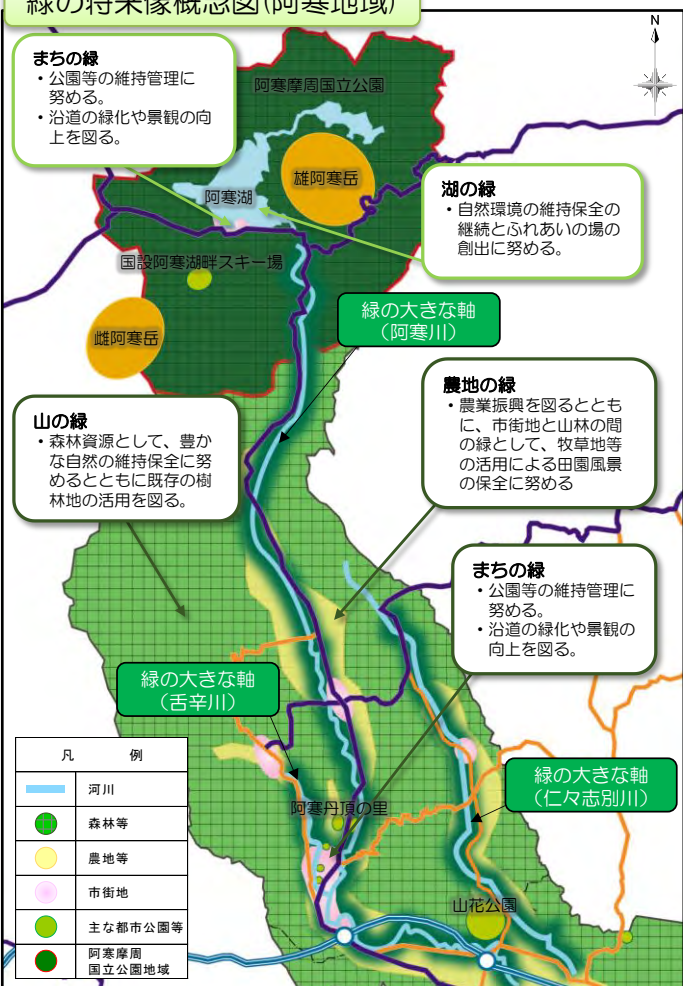 緑の将来像概念図(阿寒地域)
N
まちの緑
・公園等の維持管理に
努める。
・沿道の緑化や景観の向
上を図る。
阿寒摩周国立公園
雄阿寒岳
阿寒湖
湖の緑
・自然環境の維持保全の
継続とふれあいの場の
創出に努める。
国設阿寒湖畔スキー場
緑の大きな軸
(阿寒川)
雌阿寒岳
農地の緑
・農業振興を図るととも
に、市街地と山林の間
の緑として、牧草地等
の活用による田園風景
の保全に努める
山の緑
・森林資源として、豊か
な自然の維持保全に努
めるとともに既存の樹
林地の活用を図る。
まちの緑
・公園等の維持管理に
努める。
・沿道の緑化や景観の
向上を図る。
緑の大きな軸
(舌辛川)
緑の大きな軸
(仁々志別川)
阿寒丹頂の里
山花公園
凡 例
河川
森林等
農地等
市街地
主な都市公園等
阿寒摩周
国立公園地域